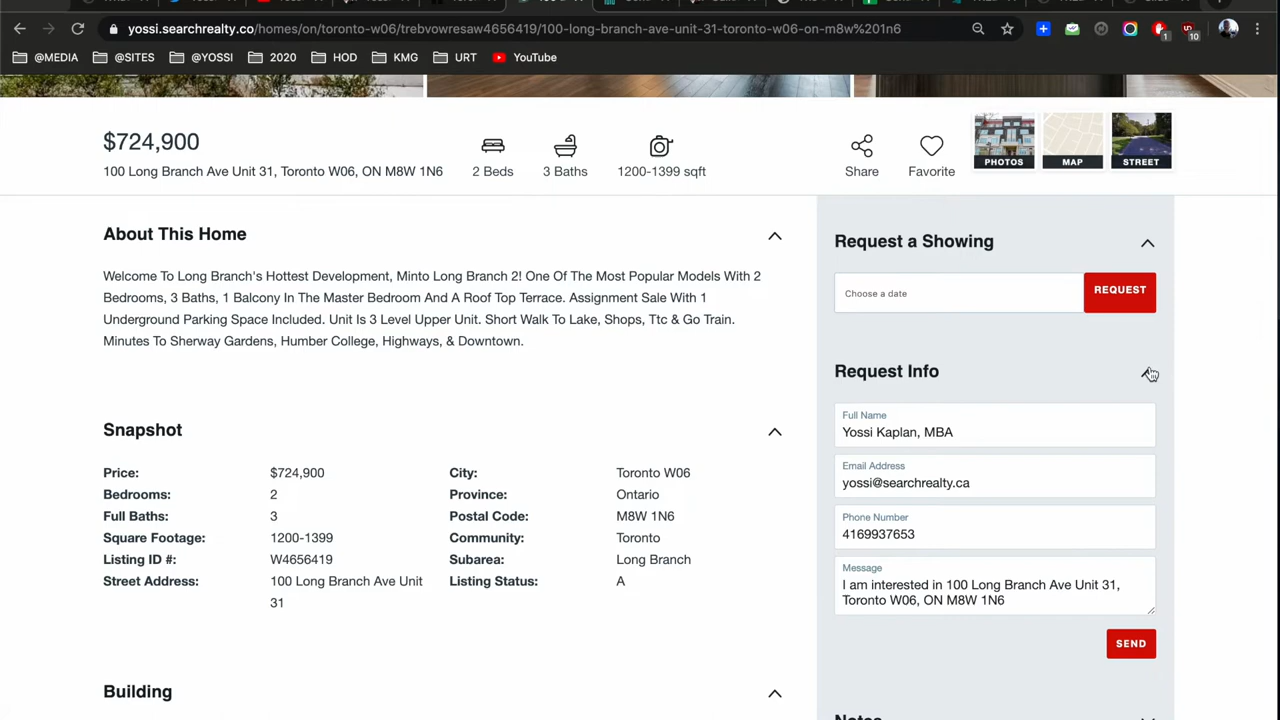 yossi.searchrealty.co/homes/on/toronto-w06/trebvowresaw4656419/100-long-branch-ave-unit-31-toronto-w06-on-m8w%201n6
1
10
@MEDIA
@SITES
@YOSSI
2020
HOD
KMG
URT
YouTube
$724,900
100 Long Branch Ave Unit 31, Toronto W06, ON M8W 1N6
2 Beds
3 Baths
1200-1399 sqft
Share
Favorite
PHOTOS
MAP
STREET
About This Home
Welcome To Long Branch's Hottest Development, Minto Long Branch 2! One Of The Most Popular Models With 2
Bedrooms, 3 Baths, 1 Balcony In The Master Bedroom And A Roof Top Terrace. Assignment Sale With 1
Underground Parking Space Included. Unit Is 3 Level Upper Unit. Short Walk To Lake, Shops, Ttc & Go Train.
Minutes To Sherway Gardens, Humber College, Highways, & Downtown.
Snapshot
Price: $724,900
Bedrooms: 2
Full Baths: 3
Square Footage: 1200-1399
Listing ID #: W4656419
Street Address: 100 Long Branch Ave Unit
31
City: Toronto W06
Province: Ontario
Postal Code: M8W 1N6
Community: Toronto
Subarea: Long Branch
Listing Status: A
Building
Request a Showing
Choose a date
REQUEST
Request Info
Full Name
Yossi Kaplan, MBA
Email Address
yossi@searchrealty.ca
Phone Number
4169937653
Message
I am interested in 100 Long Branch Ave Unit 31,
Toronto W06, ON M8W 1N6
SEND
Notes